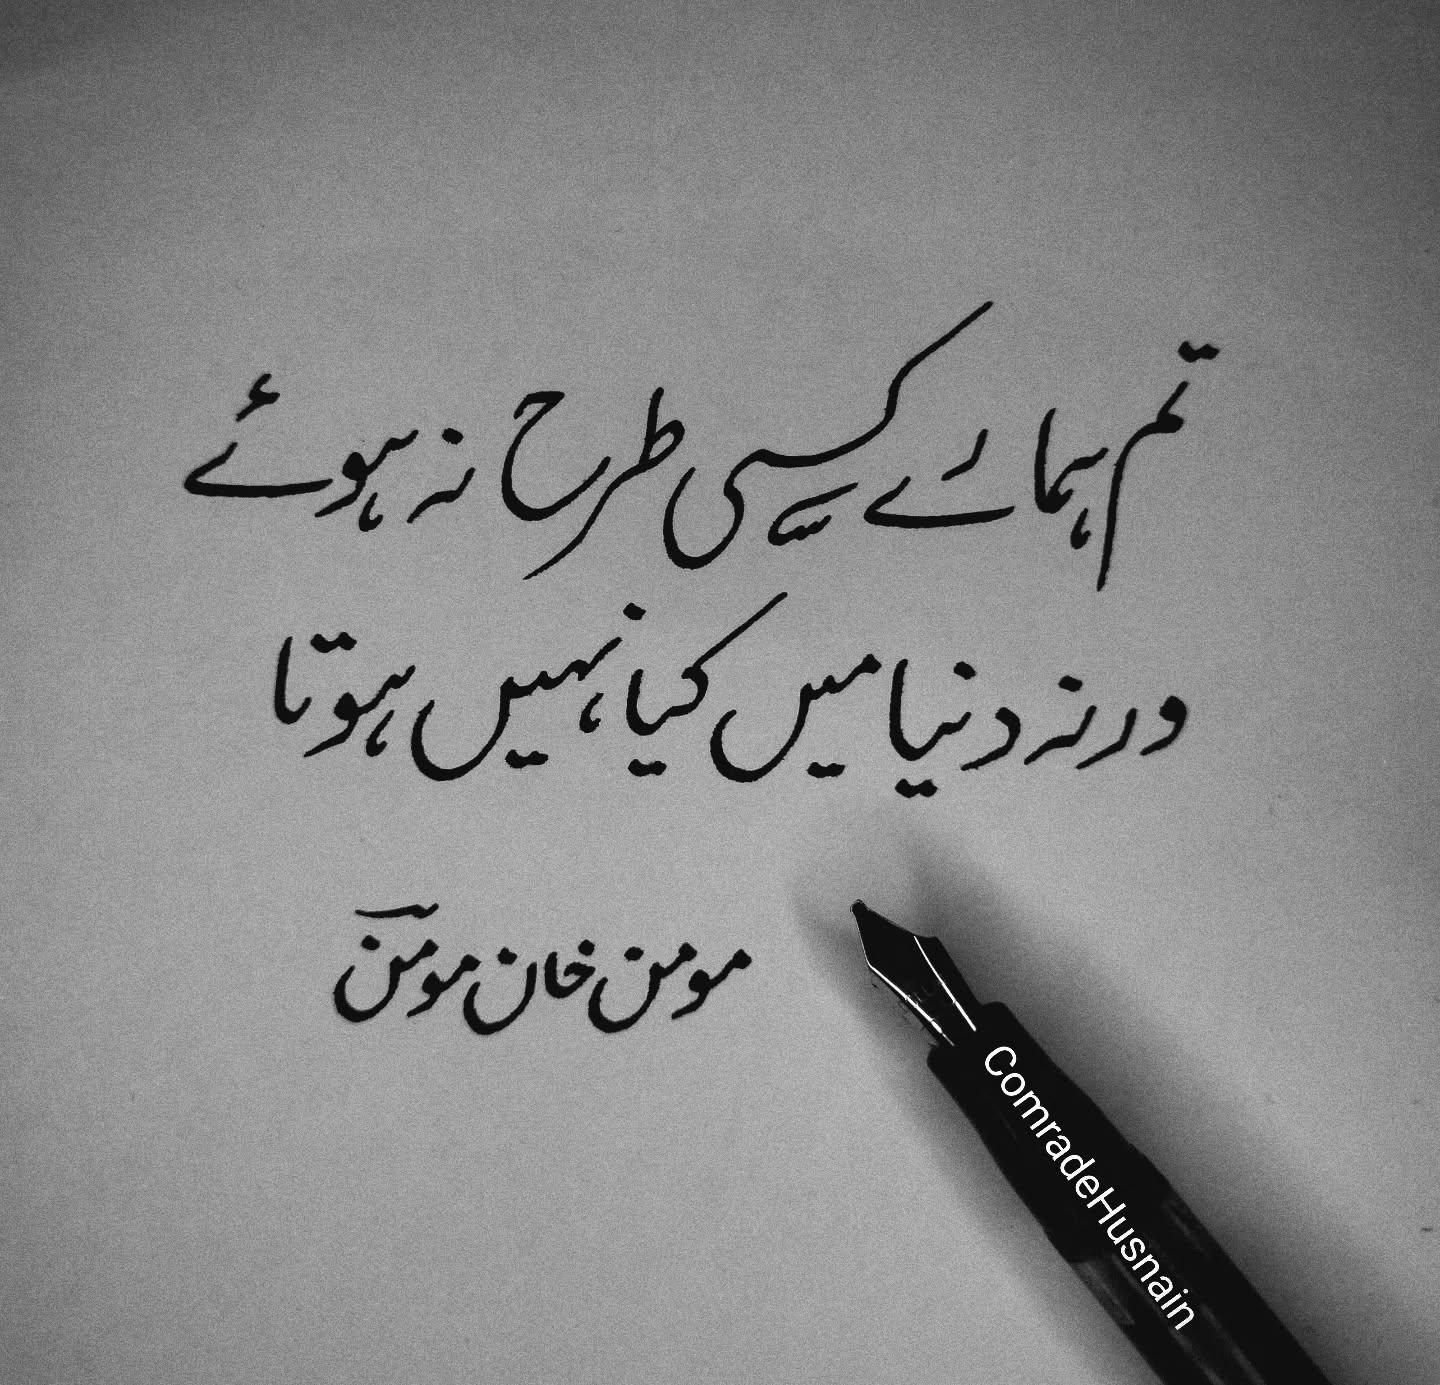 تم ہمارے کسی طرح نہ ہوئے
ورنہ دنیا میں کیا نہیں ہوتا
مومن خان مومنؔ
ComradeHusnain